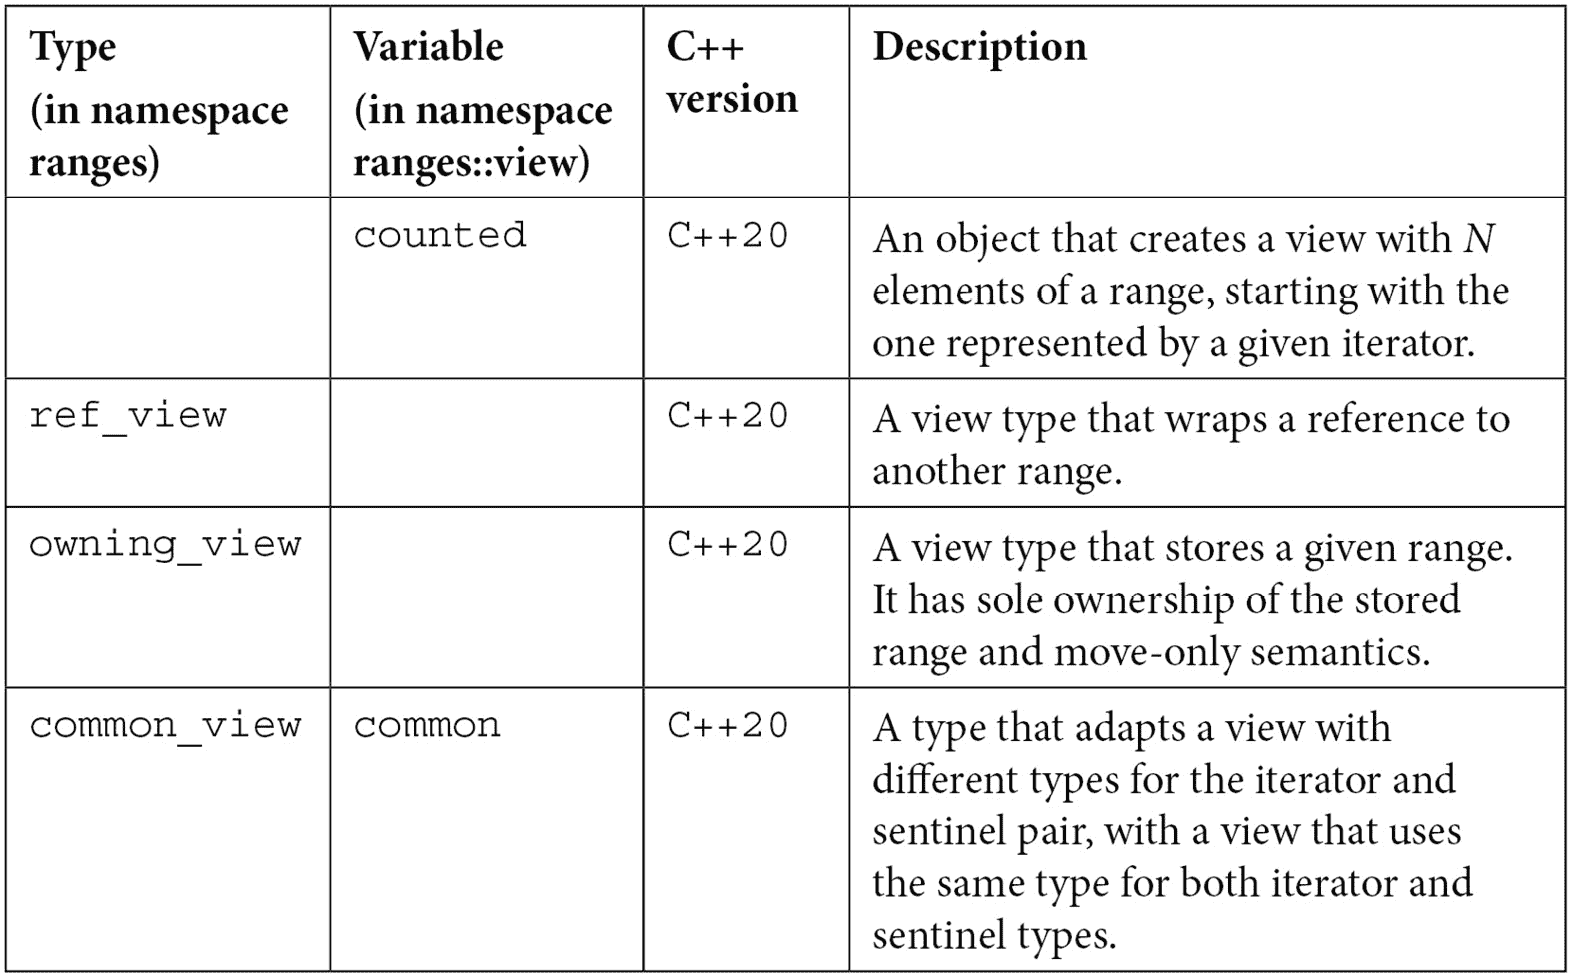 Type
(in namespace
ranges)
Variable
(in namespace
ranges::view)
C++
version
Description
counted
C++20
An object that creates a view with N
elements of a range, starting with the
one represented by a given iterator.
ref_view
C++20
A view type that wraps a reference to
another range.
owning_view
C++20
A view type that stores a given range.
It has sole ownership of the stored
range and move-only semantics.
common_view
common
C++20
A type that adapts a view with
different types for the iterator and
sentinel pair, with a view that uses
the same type for both iterator and
sentinel types.